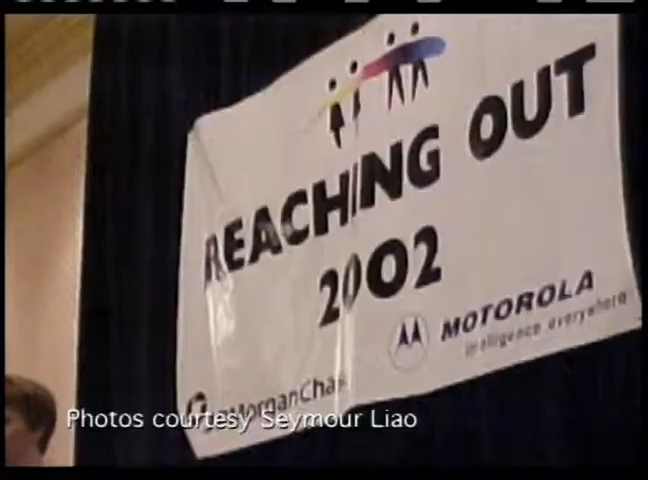 REACHING OUT
2002
MOTOROLA
intelligence everywhere
JPMorganChase
Photos courtesy Seymour Liao